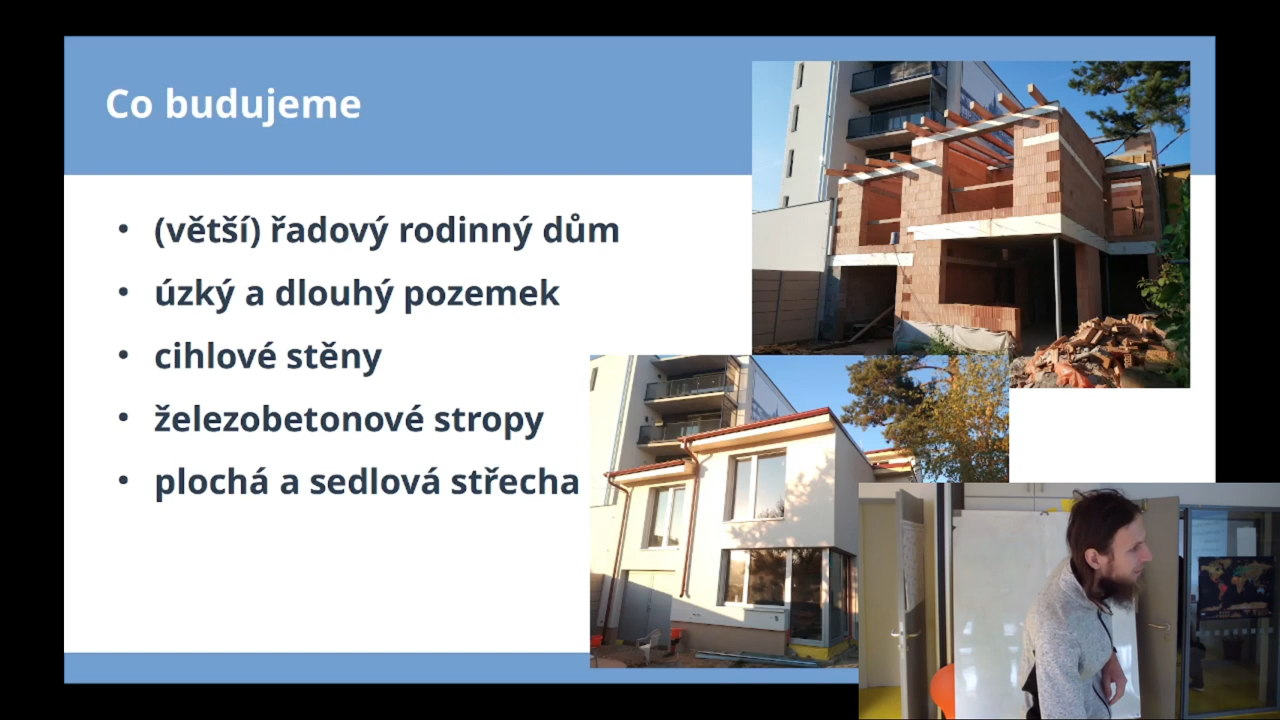 Co budujeme
• (větší) řadový rodinný dům
• úzký a dlouhý pozemek
• cihlové stěny
• železobetonové stropy
• plochá a sedlová střecha